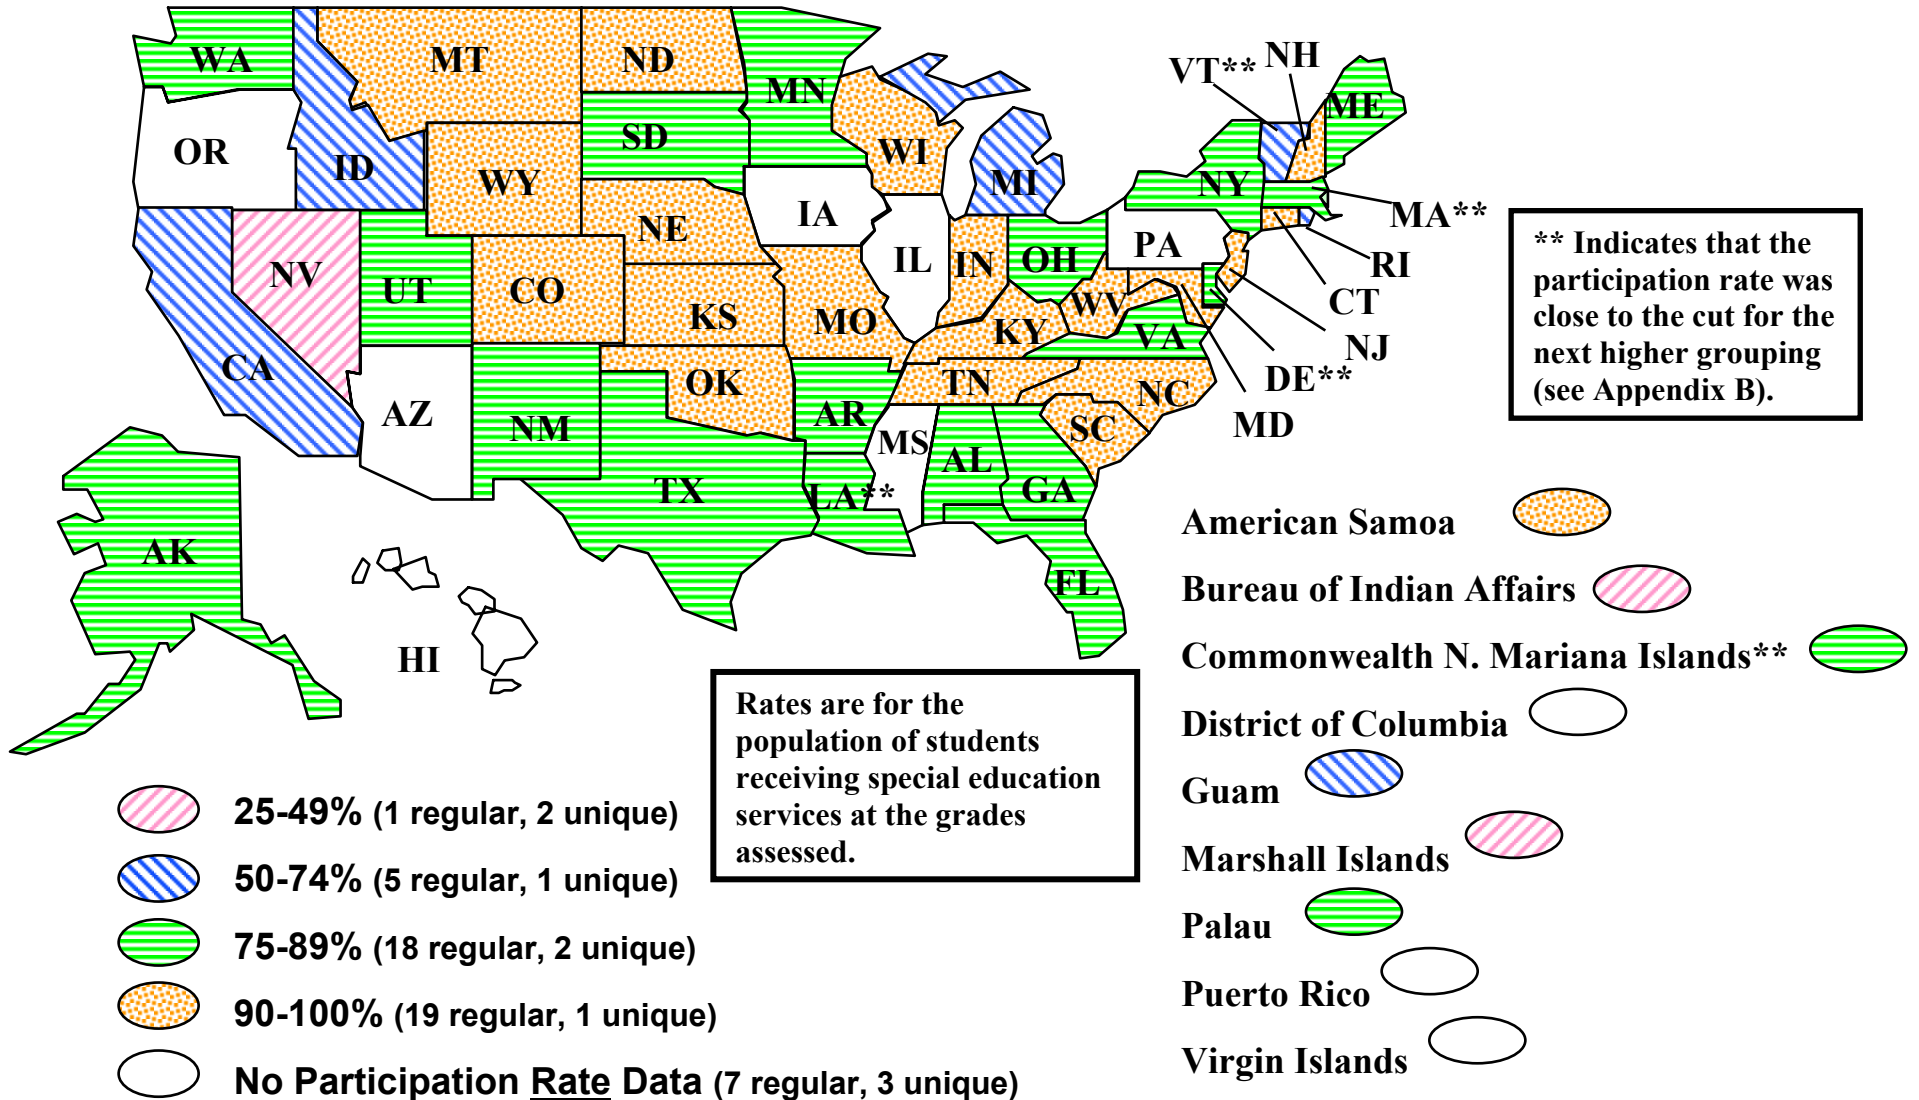 WA
MT
ND
MN
VT**
NH
ME
OR
ID
SD
WI
MI
NY
MA**
WY
IA
NE
PA
RI
NV
UT
CO
IL
IN
OH
CT
KS
MO
WV
KY
VA
NJ
CA
OK
TN
NC
DE**
AZ
NM
AR
SC
MD
MS
AL
TX
LA**
GA
AK
FL
HI
** Indicates that the
participation rate was
close to the cut for the
next higher grouping
(see Appendix B).
American Samoa
Bureau of Indian Affairs
Commonwealth N. Mariana Islands**
District of Columbia
Guam
Marshall Islands
Palau
Puerto Rico
Virgin Islands
Rates are for the
population of students
receiving special education
services at the grades
assessed.
25-49% (1 regular, 2 unique)
50-74% (5 regular, 1 unique)
75-89% (18 regular, 2 unique)
90-100% (19 regular, 1 unique)
No Participation Rate Data (7 regular, 3 unique)